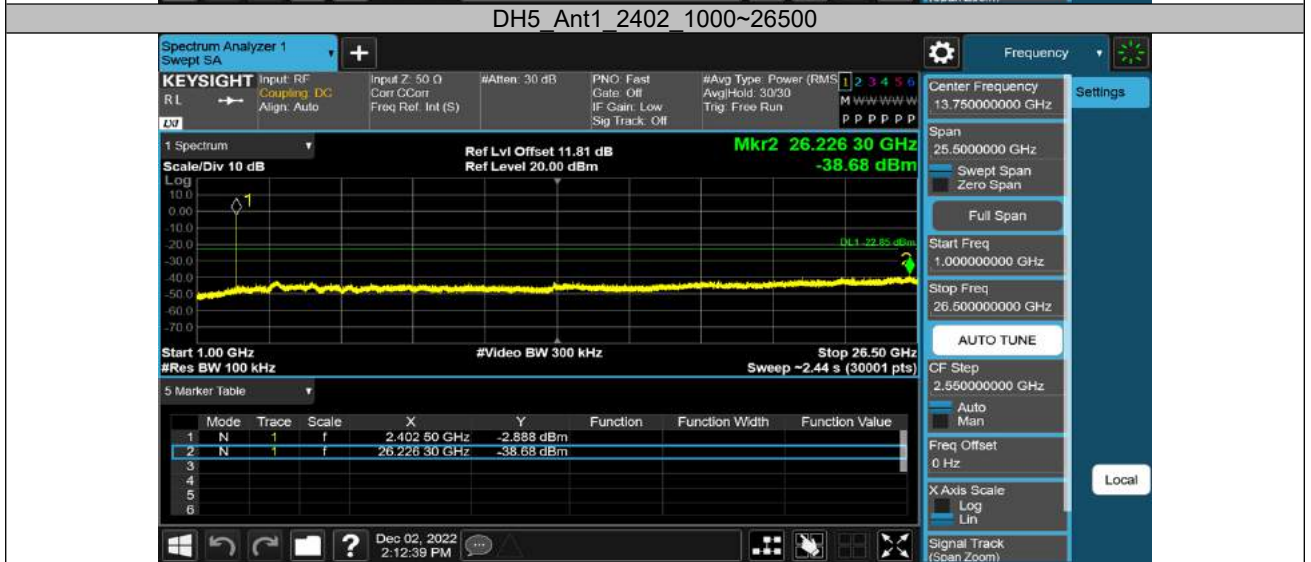 DH5_Ant1_2402_1000~26500
Spectrum Analyzer 1
Swept SA
Frequency
KEYSIGHT
RL
LXI
Input: RF
Coupling: DC
Align: Auto
Input Z: 50 Ω
Corr CCorr
Freq Ref: Int (S)
#Atten: 30 dB
PNO: Fast
Gate: Off
IF Gain: Low
Sig Track: Off
#Avg Type: Power (RMS
Avg|Hold: 30/30
Trig: Free Run
1 2 3 4 5 6
M W W W W W
P P P P P P
1 Spectrum
Scale/Div 10 dB
Ref Lvl Offset 11.81 dB
Ref Level 20.00 dBm
Mkr2 26.226 30 GHz
-38.68 dBm
Log
10.0
0.00
-10.0
-20.0
-30.0
-40.0
-50.0
-60.0
-70.0
1
DL1 -22.85 dBm
2
Start 1.00 GHz
#Res BW 100 kHz
#Video BW 300 kHz
Stop 26.50 GHz
Sweep ~2.44 s (30001 pts)
5 Marker Table
Mode Trace Scale X Y Function Function Width Function Value
1 N 1 f 2.402 50 GHz -2.888 dBm
2 N 1 f 26.226 30 GHz -38.68 dBm
3
4
5
6
Dec 02, 2022
2:12:39 PM
Center Frequency
13.750000000 GHz
Settings
Span
25.5000000 GHz
Swept Span
Zero Span
Full Span
Start Freq
1.000000000 GHz
Stop Freq
26.500000000 GHz
AUTO TUNE
CF Step
2.550000000 GHz
Auto
Man
Freq Offset
0 Hz
X Axis Scale
Log
Lin
Local
Signal Track
(Span Zoom)